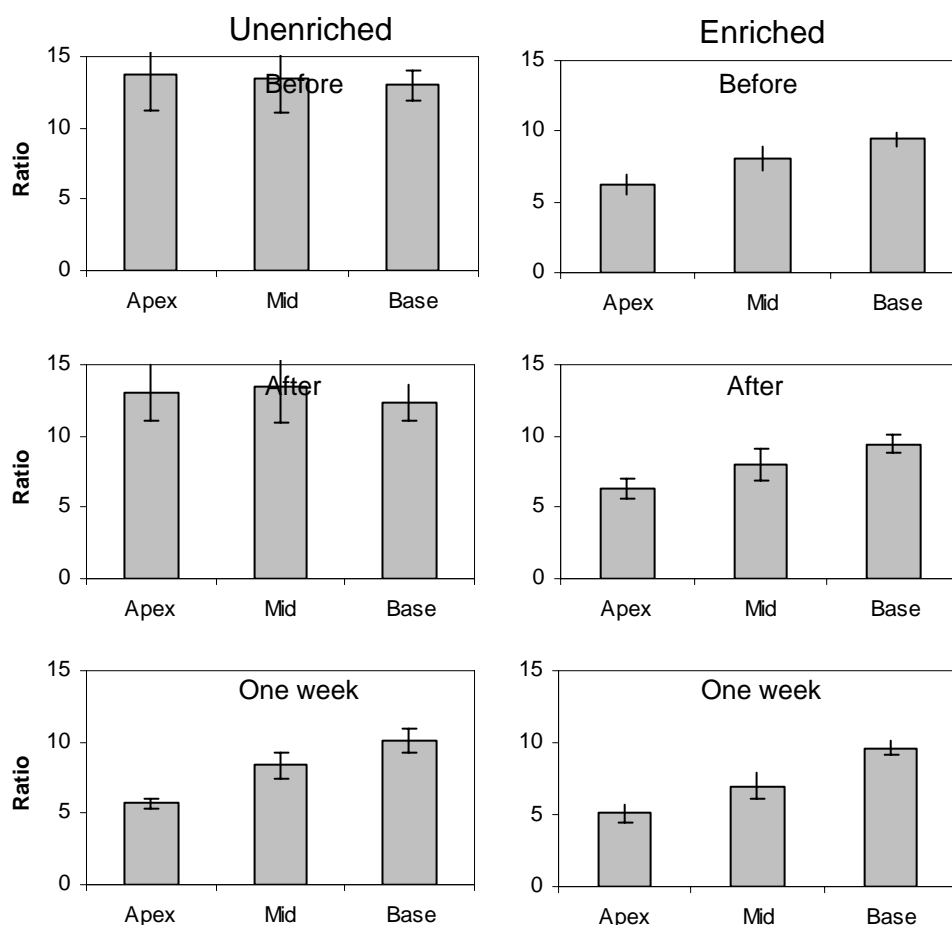 Unenriched
Enriched
15
10
5
0
Ratio
Before
Apex Mid Base
15
10
5
0
Before
Apex Mid Base
15
10
5
0
Ratio
After
Apex Mid Base
15
10
5
0
After
Apex Mid Base
15
10
5
0
Ratio
One week
Apex Mid Base
15
10
5
0
One week
Apex Mid Base